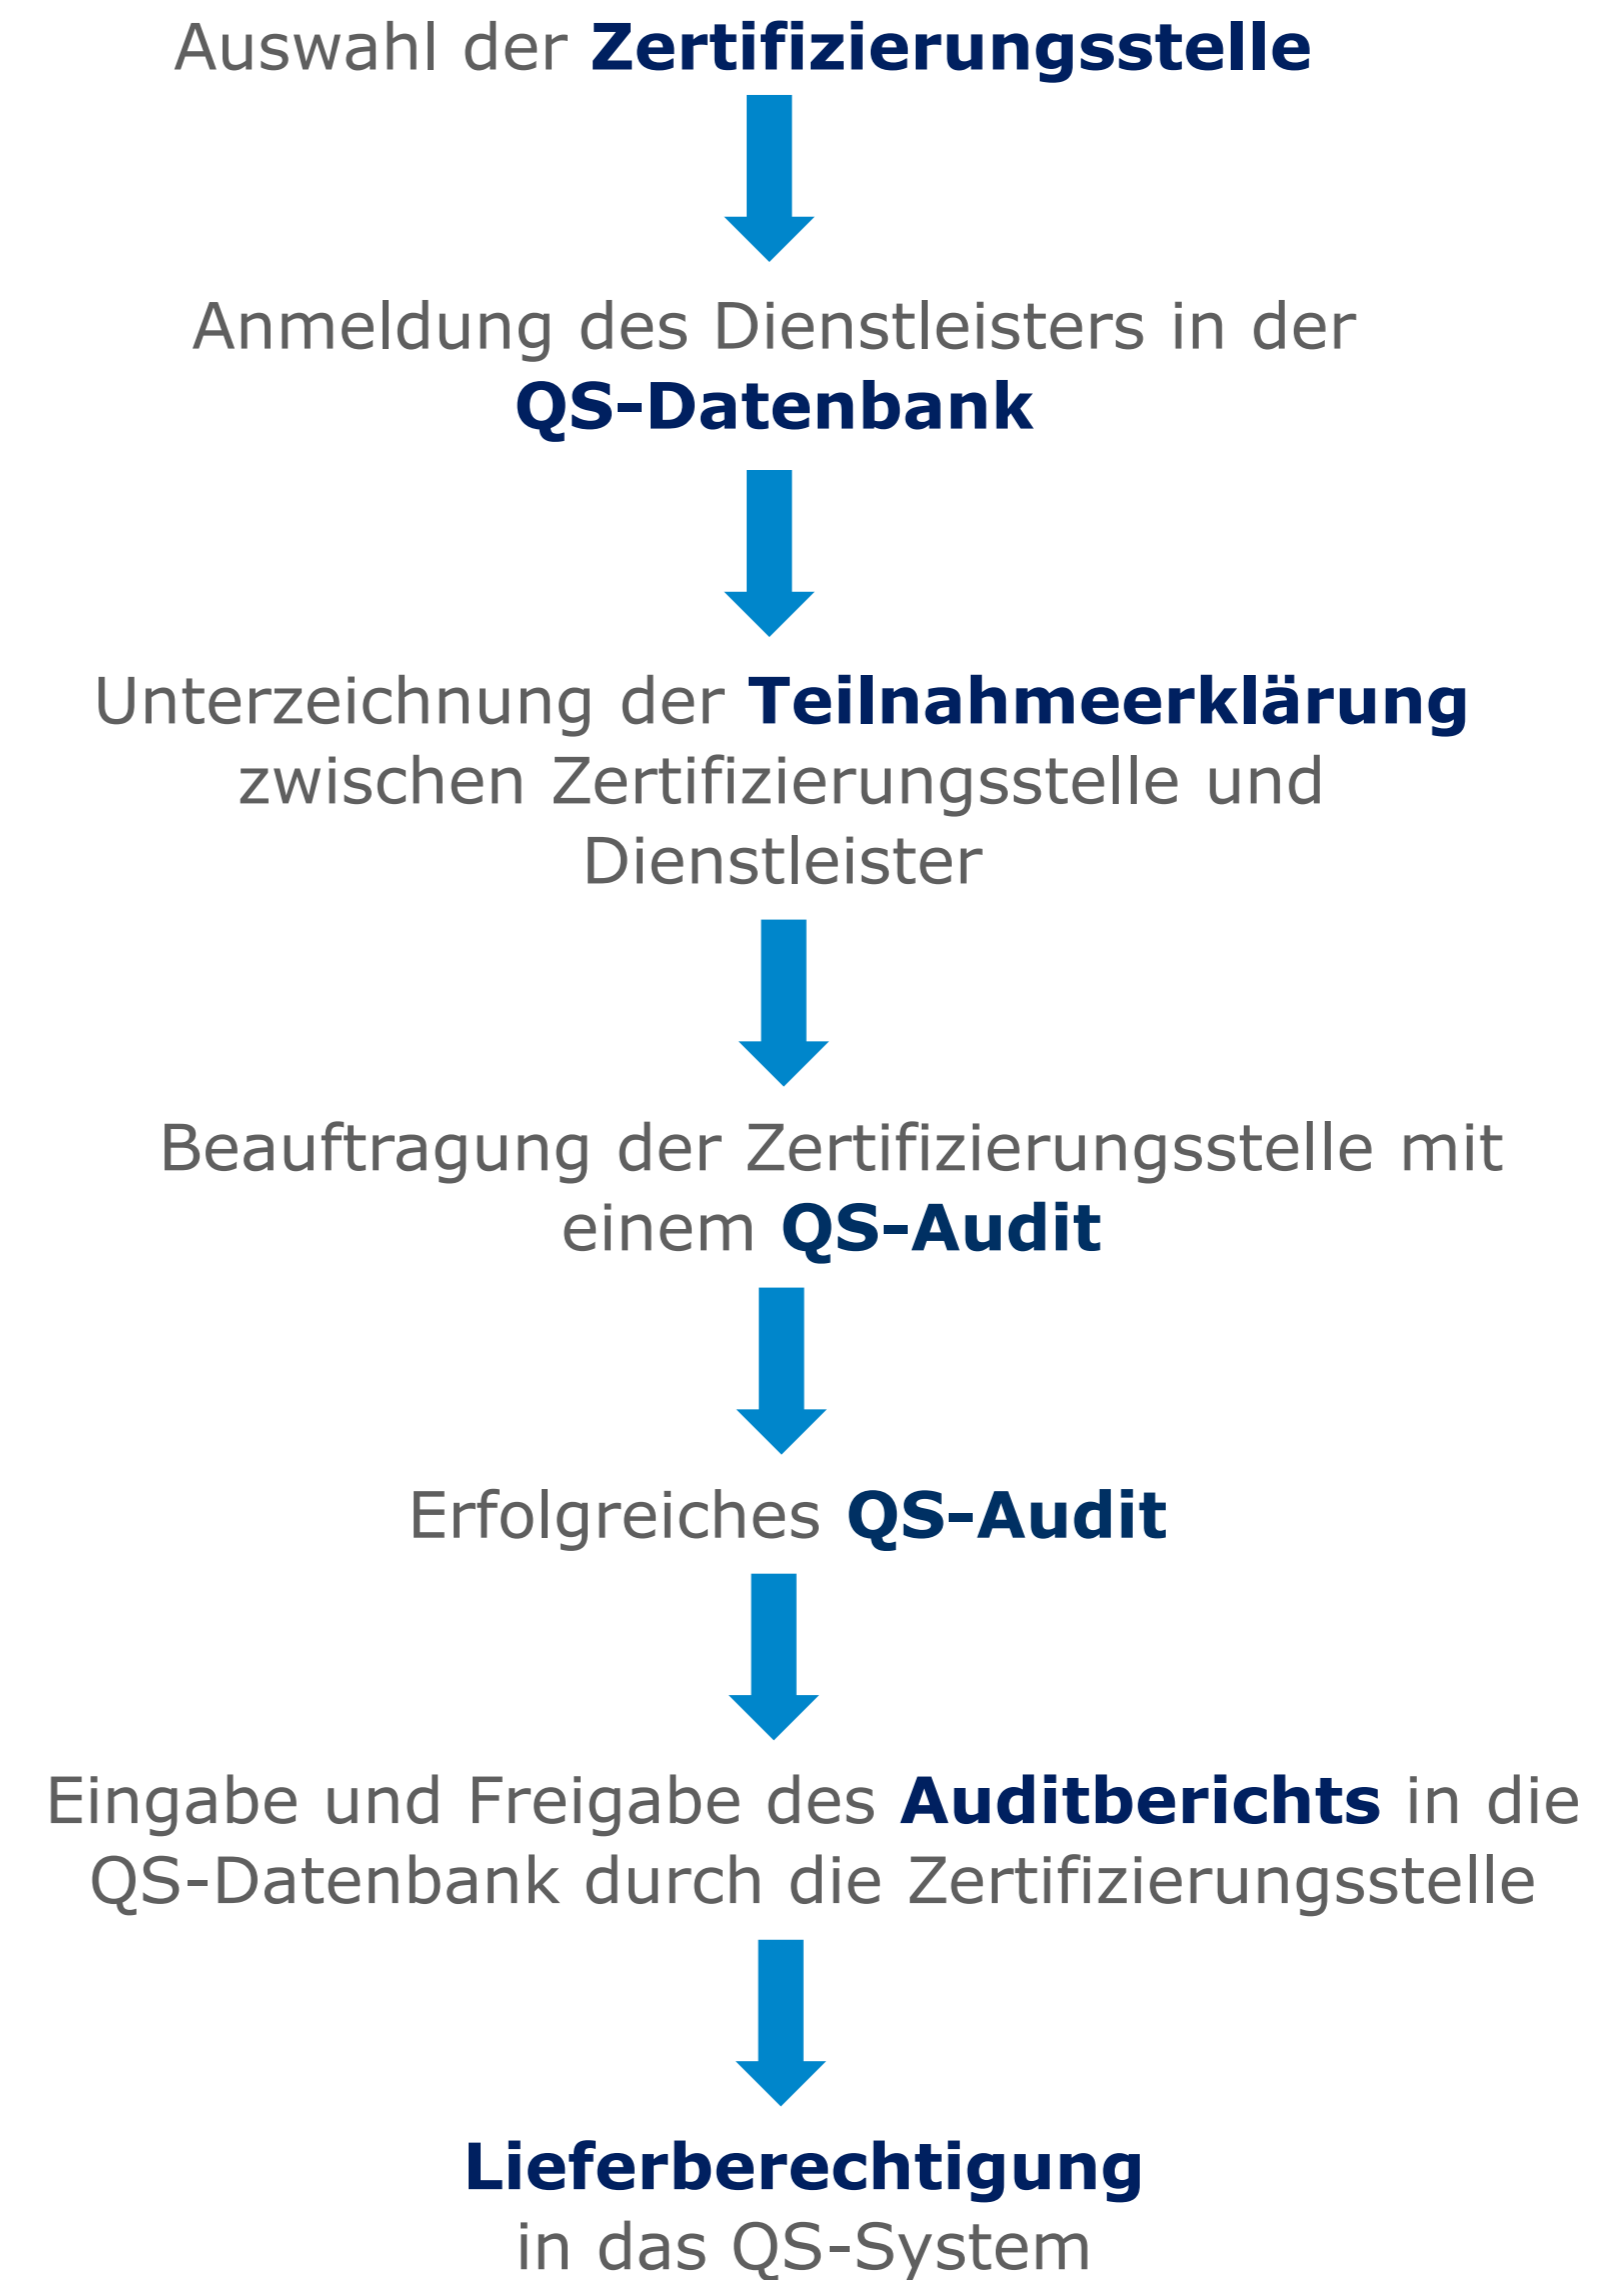 Auswahl der Zertifizierungsstelle
Anmeldung des Dienstleisters in der
QS-Datenbank
Unterzeichnung der Teilnahmeerklärung
zwischen Zertifizierungsstelle und
Dienstleister
Beauftragung der Zertifizierungsstelle mit
einem QS-Audit
Erfolgreiches QS-Audit
Eingabe und Freigabe des Auditberichts in die
QS-Datenbank durch die Zertifizierungsstelle
Lieferberechtigung
in das QS-System